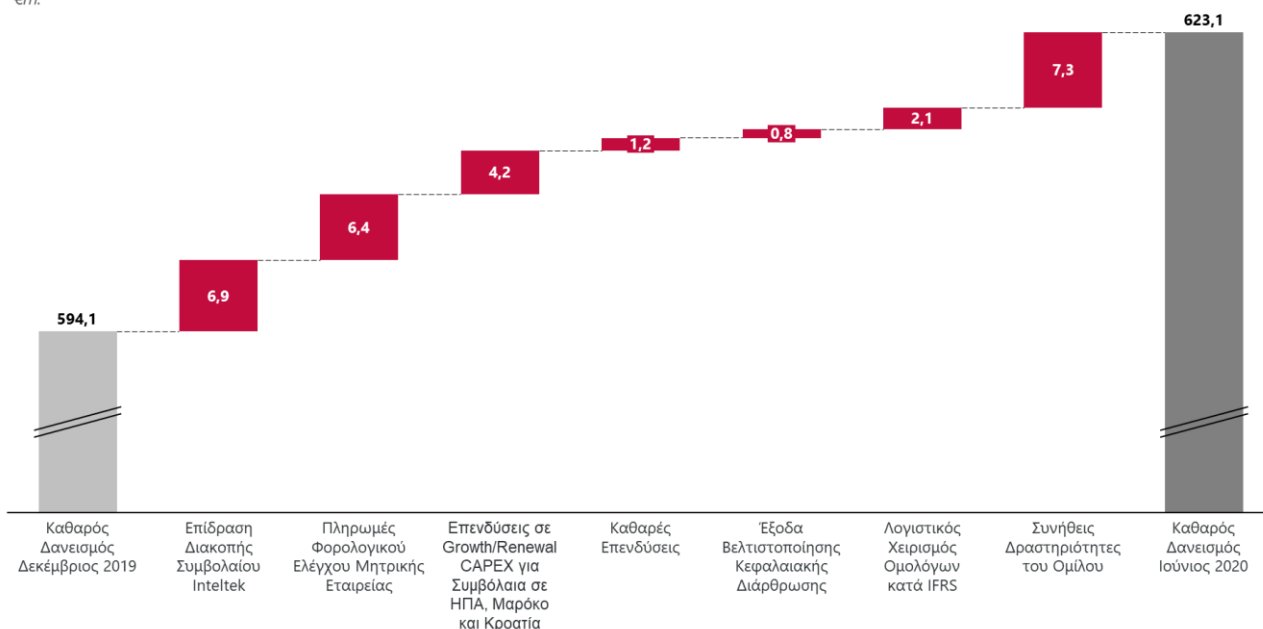 €m.
623,1
7,3
2,1
0,8
1,2
4,2
6,4
6,9
594,1
Καθαρός
Δανεισμός
Δεκέμβριος 2019
Επίδραση
Διακοπής
Συμβολαίου
Inteltek
Πληρωμές
Φορολογικού
Ελέγχου Μητρικής
Εταιρείας
Επενδύσεις σε
Growth/Renewal
CAPEX για
Συμβόλαια σε
ΗΠΑ, Μαρόκο
και Κροατία
Καθαρές
Επενδύσεις
Έξοδα
Βελτιστοποίησης
Κεφαλαιακής
Διάρθρωσης
Λογιστικός
Χειρισμός
Ομολόγων
κατά IFRS
Συνήθεις
Δραστηριότητες
του Ομίλου
Καθαρός
Δανεισμός
Ιούνιος 2020